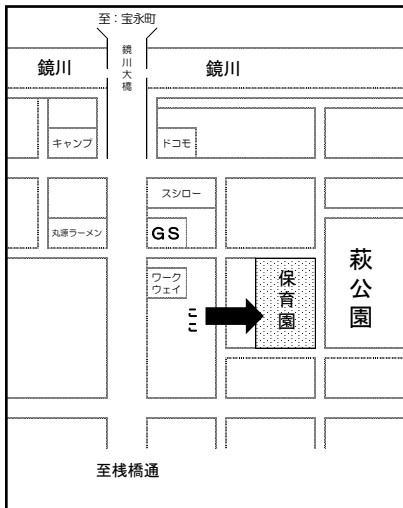 至：宝永町
鏡川大橋
鏡川
鏡川
キャンプ
ドコモ
スシロー
丸源ラーメン
GS
ワーク
ウェイ
ここ
保育園
萩公園
至桟橋通